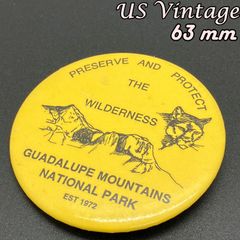 US Vintage
63 mm
PRESERVE AND PROTECT
THE
WILDERNESS
GUADALUPE MOUNTAINS
NATIONAL PARK
EST 1972